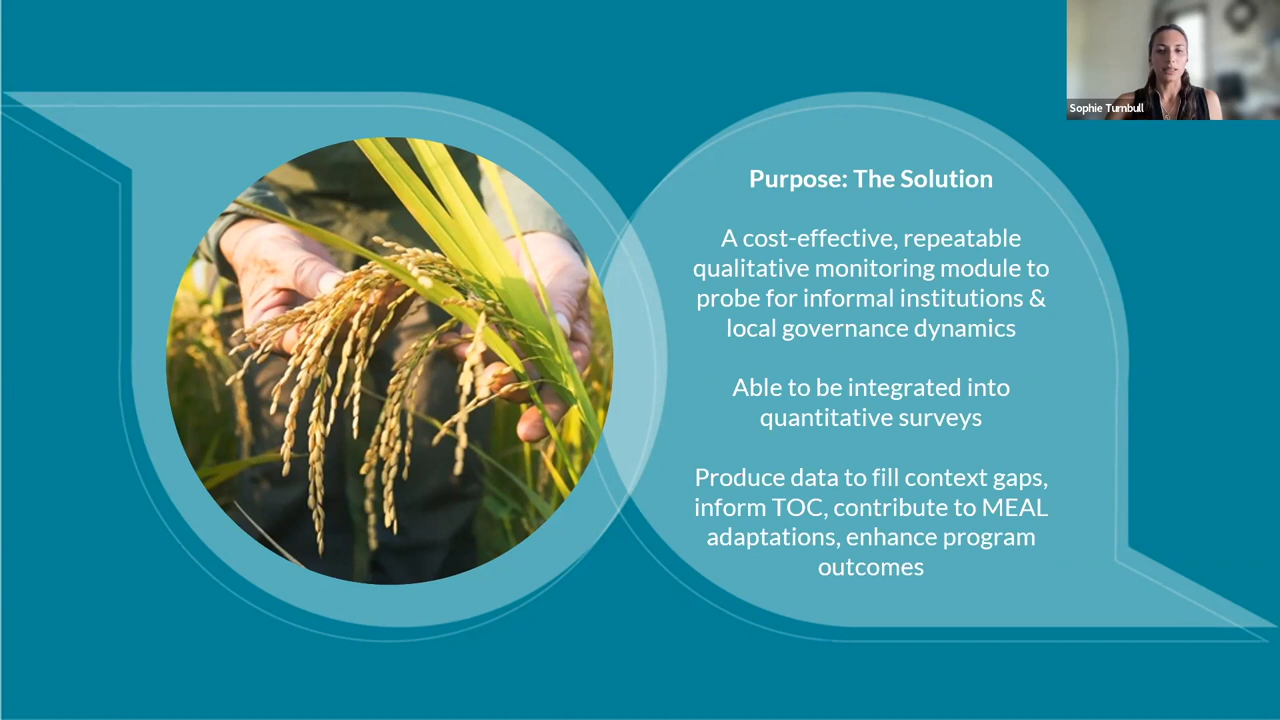 Sophie Turnbull
Purpose: The Solution
A cost-effective, repeatable
qualitative monitoring module to
probe for informal institutions &
local governance dynamics
Able to be integrated into
quantitative surveys
Produce data to fill context gaps,
inform TOC, contribute to MEAL
adaptations, enhance program
outcomes